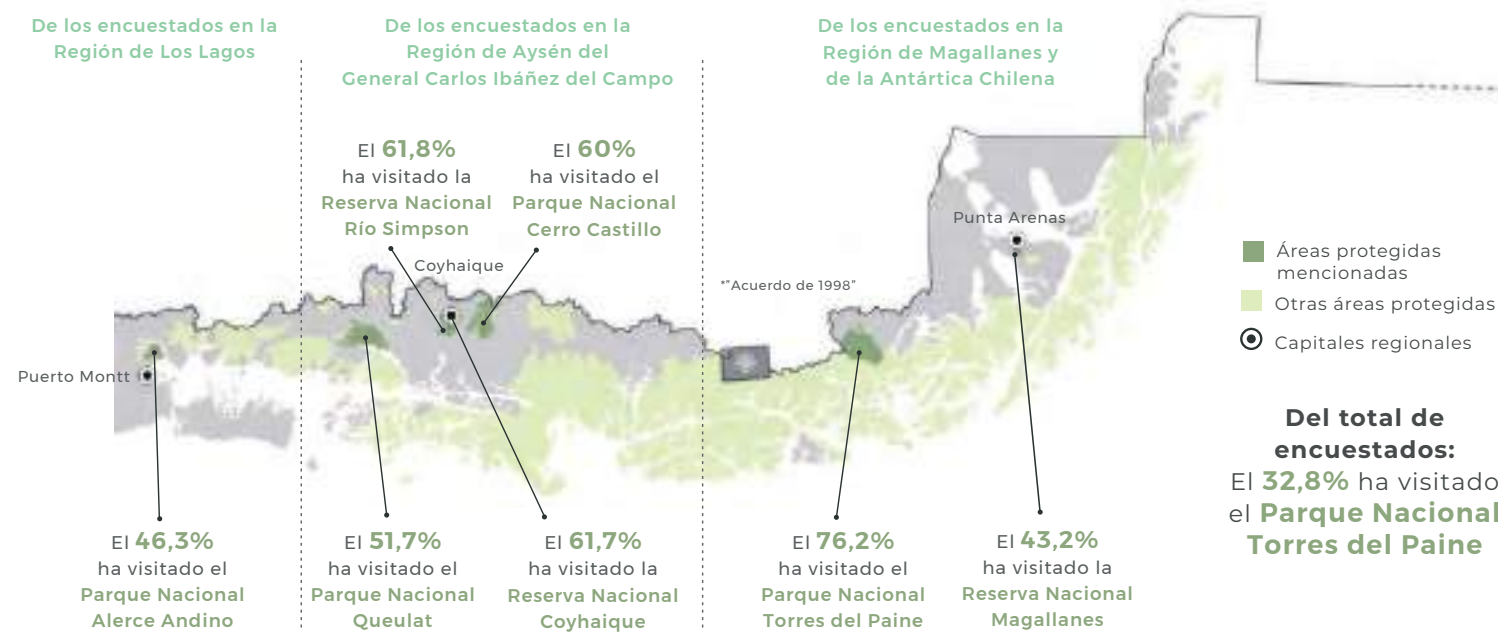 De los encuestados en la
Región de Los Lagos
De los encuestados en la
Región de Aysén del
General Carlos Ibáñez del Campo
De los encuestados en la
Región de Magallanes y
de la Antártica Chilena
El 61,8%
ha visitado la
Reserva Nacional
Río Simpson
El 60%
ha visitado el
Parque Nacional
Cerro Castillo
Coyhaique
Puerto Montt
*"Acuerdo de 1998"
Punta Arenas
Áreas protegidas
mencionadas
Otras áreas protegidas
Capitales regionales
Del total de
encuestados:
El 32,8% ha visitado
el Parque Nacional
Torres del Paine
El 46,3%
ha visitado el
Parque Nacional
Alerce Andino
El 51,7%
ha visitado el
Parque Nacional
Queulat
El 61,7%
ha visitado la
Reserva Nacional
Coyhaique
El 76,2%
ha visitado el
Parque Nacional
Torres del Paine
El 43,2%
ha visitado la
Reserva Nacional
Magallanes